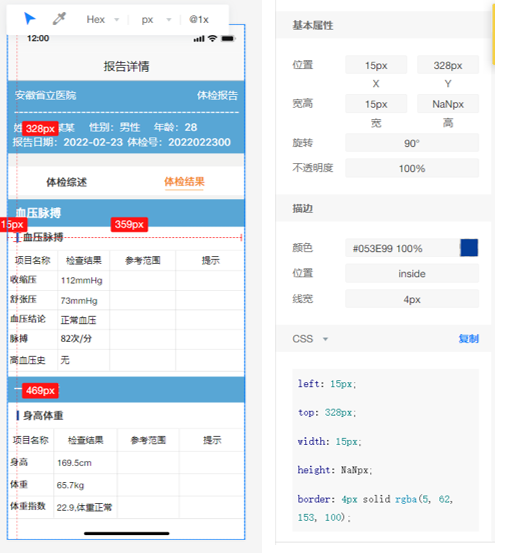 Hex px @1x
12:00
报告详情
安徽省立医院 体检报告
328px 某 性别：男性 年龄：28
报告日期：2022-02-23 体检号：2022022300
体检综述 体检结果
血压脉搏
15px 359px
血压脉搏
项目名称 检查结果 参考范围 提示
收缩压 112mmHg
舒张压 73mmHg
血压结论 正常血压
脉搏 82次/分
高血压史 无
469px
身高体重
项目名称 检查结果 参考范围 提示
身高 169.5cm
体重 65.7kg
体重指数 22.9.体重正常
基本属性
位置 15px 328px
X Y
宽高 15px NaNpx
宽 高
旋转 90°
不透明度 100%
描边
颜色 #053E99 100%
位置 inside
线宽 4px
CSS 复制
left: 15px;
top: 328px;
width: 15px;
height: NaNpx;
border: 4px solid rgba(5, 62,
153, 100);